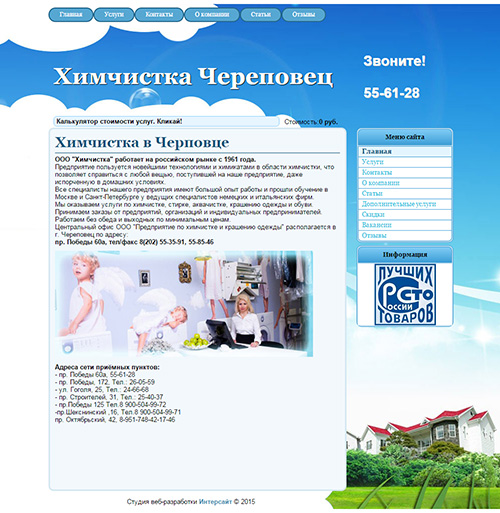 Главная Услуги Контакты О компании Статьи Отзывы
Химчистка Череповец
Звоните!
55-61-28
Калькулятор стоимости услуг. Кликай! Стоимость 0 руб.
Химчистка в Черповце
ООО "Химчистка" работает на российском рынке с 1961 года.
Предприятие пользуется новейшими технологиями и химикатами в области химчистки, что
позволяет справиться с любой вещью, поступившей на наше предприятие, даже
испорченную в домашних условиях.
Все специалисты нашего предприятия имеют большой опыт работы и прошли обучение в
Москве и Санкт-Петербурге у ведущих специалистов немецких и итальянских фирм.
Мы оказываем услуги по химчистке, стирке, аквачистке, крашению одежды и обуви.
Принимаем заказы от предприятий, организаций и индивидуальных предпринимателей.
Работаем без обеда и выходных по минимальным ценам.
Центральный офис ООО "Предприятие по химчистке и крашению одежды" располагается в
г. Череповец по адресу:
пр. Победы 60а, тел/факс 8(202) 55-35-91, 55-85-46
Адреса сети приёмных пунктов:
- пр. Победы 60а, 55-61-28
- пр. Победы, 172, Тел.: 26-05-59
- ул. Гоголя, 25, Тел.: 24-66-68
- пр. Строителей, 31, Тел.: 25-40-37
- пр.Победы 125 Тел.8 900-504-99-72
-пр.Шекснинский ,16, Тел.8 900-504-99-71
пр. Октябрьский, 42, 8-951-748-42-17-46
Меню сайта
Главная
Услуги
Контакты
О компании
Статьи
Дополнительные услуги
Скидки
Вакансии
Отзывы
Информация
ЛУЧШИХ
РСТО
РОССИИ
ТОВАРОВ
Студия веб-разработки Интерсайт © 2015